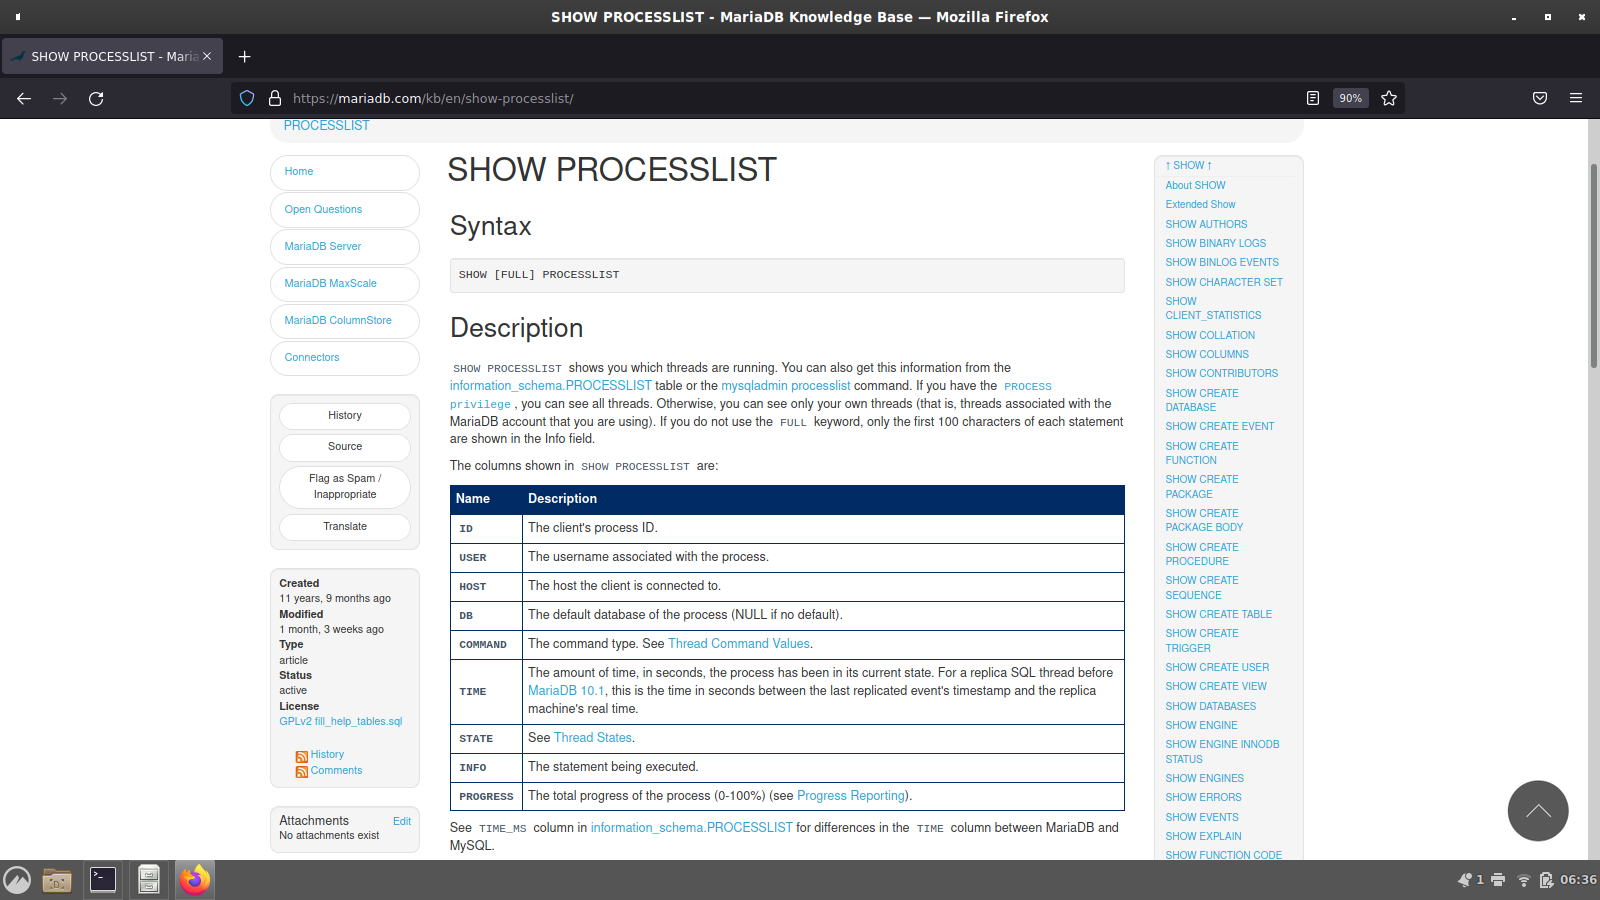 SHOW PROCESSLIST - MariaDB Knowledge Base — Mozilla Firefox
SHOW PROCESSLIST - Maria
https://mariadb.com/kb/en/show-processlist/
90%
PROCESSLIST
Home
Open Questions
MariaDB Server
MariaDB MaxScale
MariaDB ColumnStore
Connectors
History
Source
Flag as Spam /
Inappropriate
Translate
Created
11 years, 9 months ago
Modified
1 month, 3 weeks ago
Type
article
Status
active
License
GPLv2 fill_help_tables.sql
History
Comments
Attachments Edit
No attachments exist
SHOW PROCESSLIST
Syntax
SHOW [FULL] PROCESSLIST
Description
SHOW PROCESSLIST shows you which threads are running. You can also get this information from the
information_schema.PROCESSLIST table or the mysqladmin processlist command. If you have the PROCESS
privilege , you can see all threads. Otherwise, you can see only your own threads (that is, threads associated with the
MariaDB account that you are using). If you do not use the FULL keyword, only the first 100 characters of each statement
are shown in the Info field.
The columns shown in SHOW PROCESSLIST are:
Name Description
ID The client's process ID.
USER The username associated with the process.
HOST The host the client is connected to.
DB The default database of the process (NULL if no default).
COMMAND The command type. See Thread Command Values.
TIME The amount of time, in seconds, the process has been in its current state. For a replica SQL thread before
MariaDB 10.1, this is the time in seconds between the last replicated event's timestamp and the replica
machine's real time.
STATE See Thread States.
INFO The statement being executed.
PROGRESS The total progress of the process (0-100%) (see Progress Reporting).
See TIME_MS column in information_schema.PROCESSLIST for differences in the TIME column between MariaDB and
MySQL.
↑ SHOW ↑
About SHOW
Extended Show
SHOW AUTHORS
SHOW BINARY LOGS
SHOW BINLOG EVENTS
SHOW CHARACTER SET
SHOW
CLIENT_STATISTICS
SHOW COLLATION
SHOW COLUMNS
SHOW CONTRIBUTORS
SHOW CREATE
DATABASE
SHOW CREATE EVENT
SHOW CREATE
FUNCTION
SHOW CREATE
PACKAGE
SHOW CREATE
PACKAGE BODY
SHOW CREATE
PROCEDURE
SHOW CREATE
SEQUENCE
SHOW CREATE TABLE
SHOW CREATE
TRIGGER
SHOW CREATE USER
SHOW CREATE VIEW
SHOW DATABASES
SHOW ENGINE
SHOW ENGINE INNODB
STATUS
SHOW ENGINES
SHOW ERRORS
SHOW EVENTS
SHOW EXPLAIN
SHOW FUNCTION CODE
1
06:36